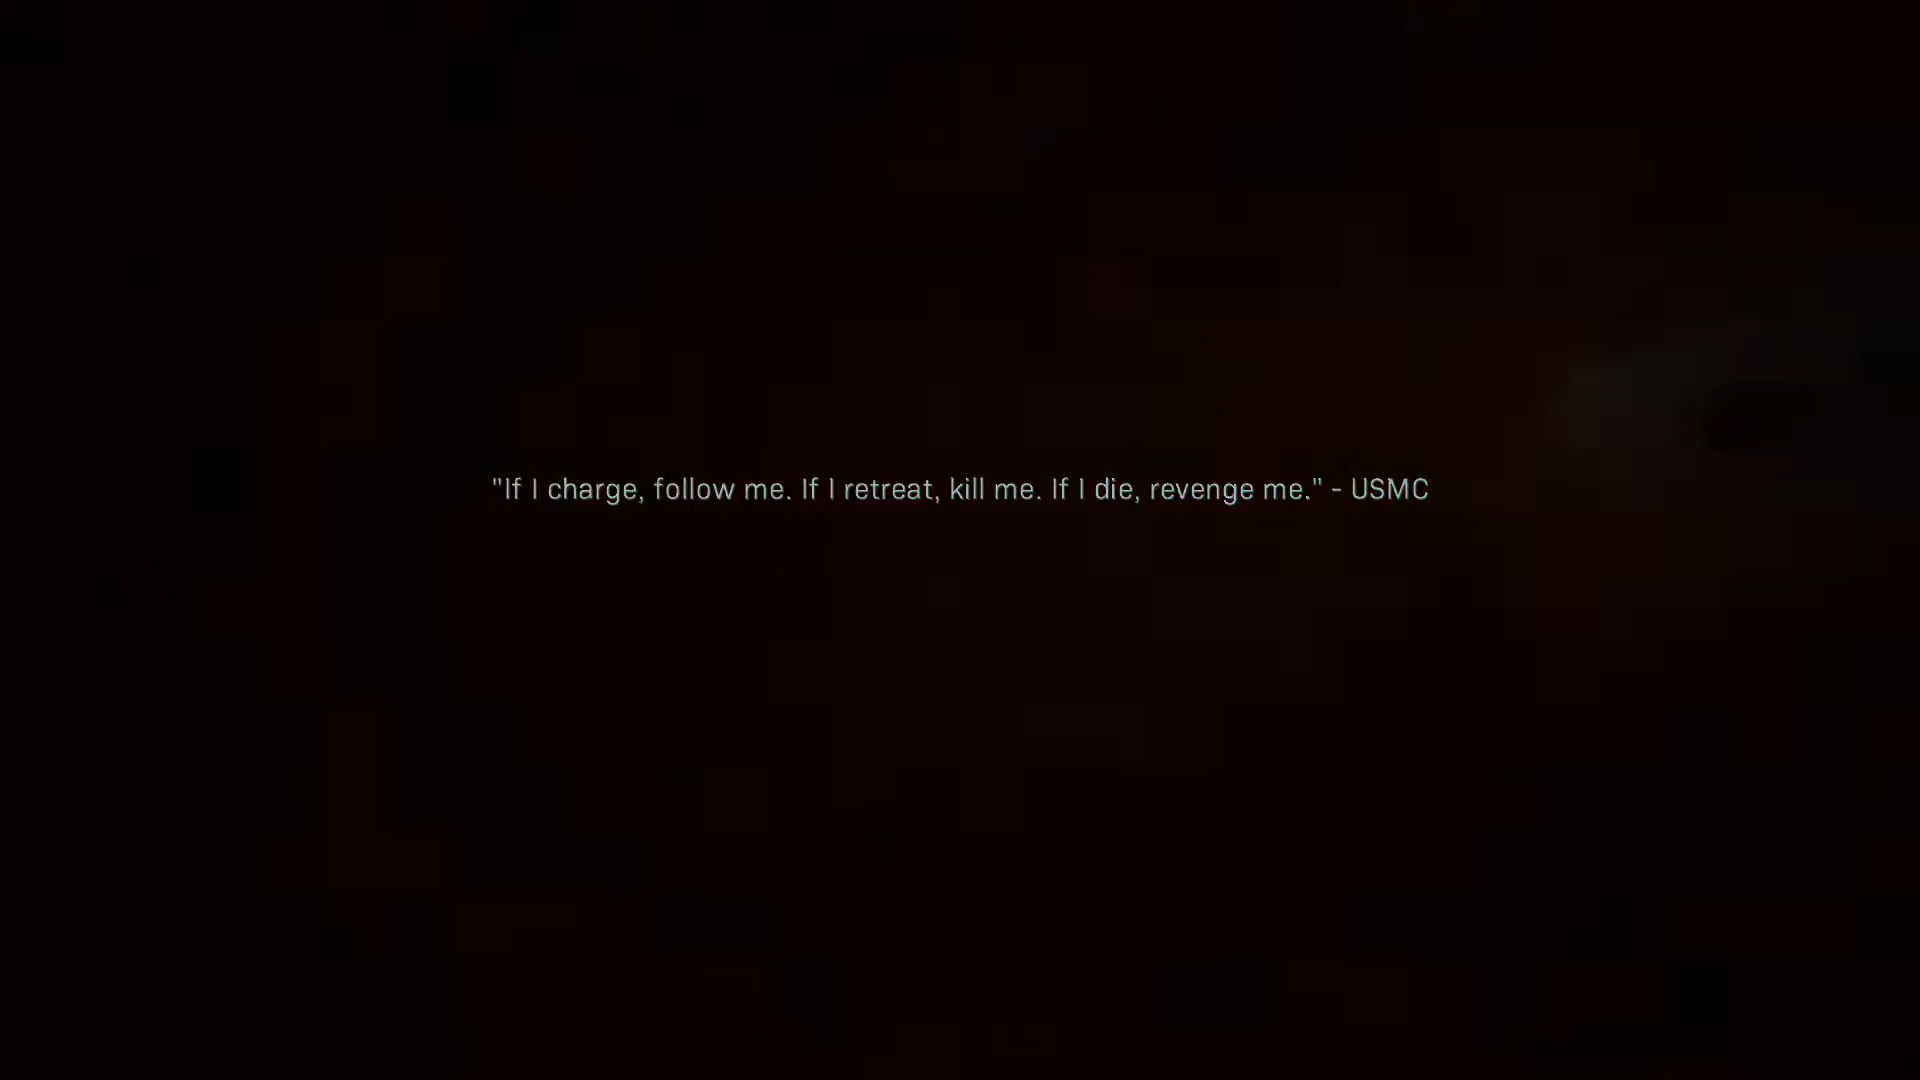 "If I charge, follow me. If I retreat, kill me. If I die, revenge me." - USMC